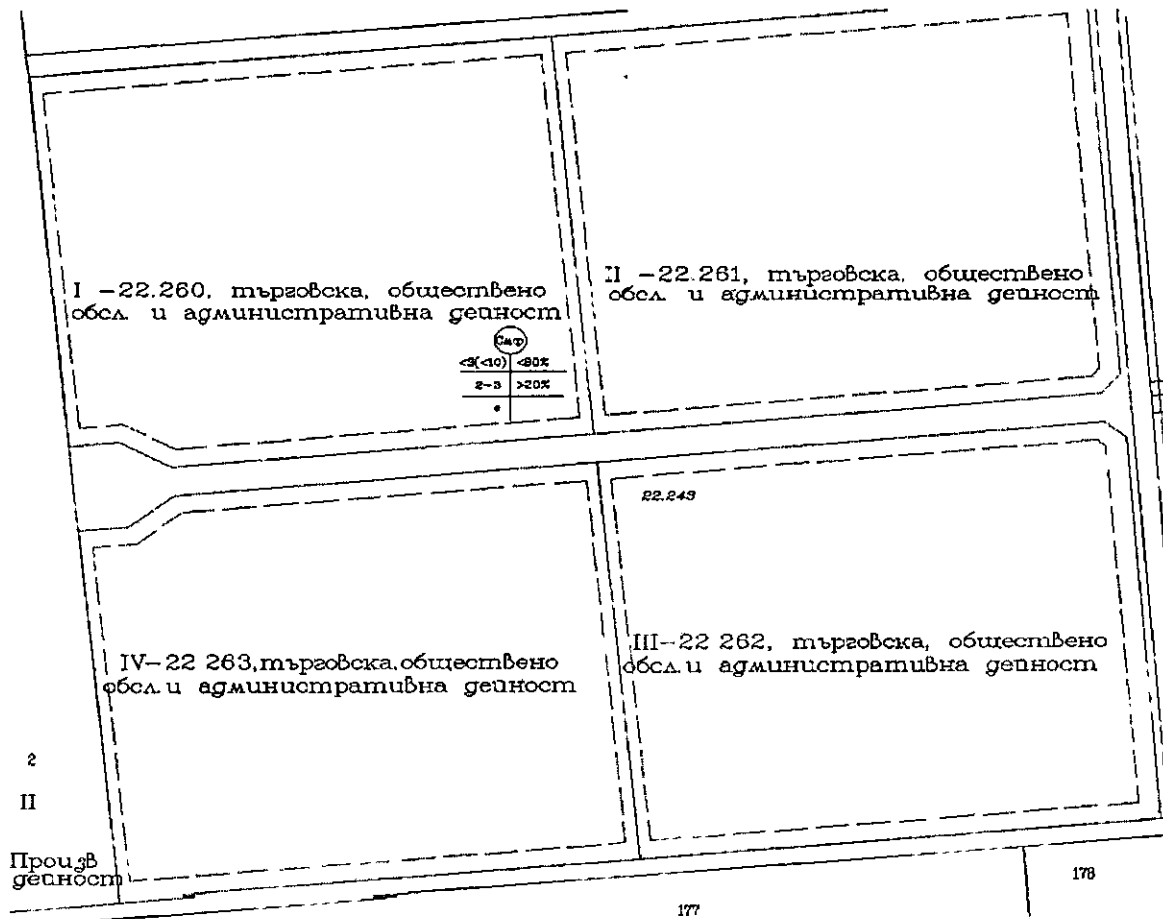 I -22.260, търговска, обществено
обсл. и административна дейност
II -22.261, търговска, обществено
обсл. и административна дейност
Смф
<3(<10) <80%
2-3 >20%
22.243
IV-22 263,търговска,обществено
обсл.и административна дейност
III-22 262, търговска, обществено
обсл.и административна дейност
2
II
Произв
дейност
177
178